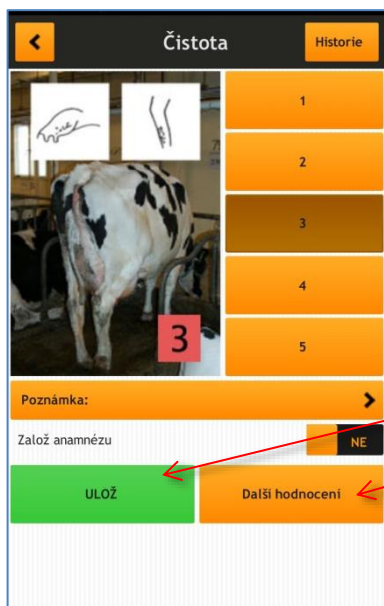 Čistota
Historie
1
2
3
4
5
3
Poznámka:
Založ anamnézu
NE
ULOŽ
Další hodnocení